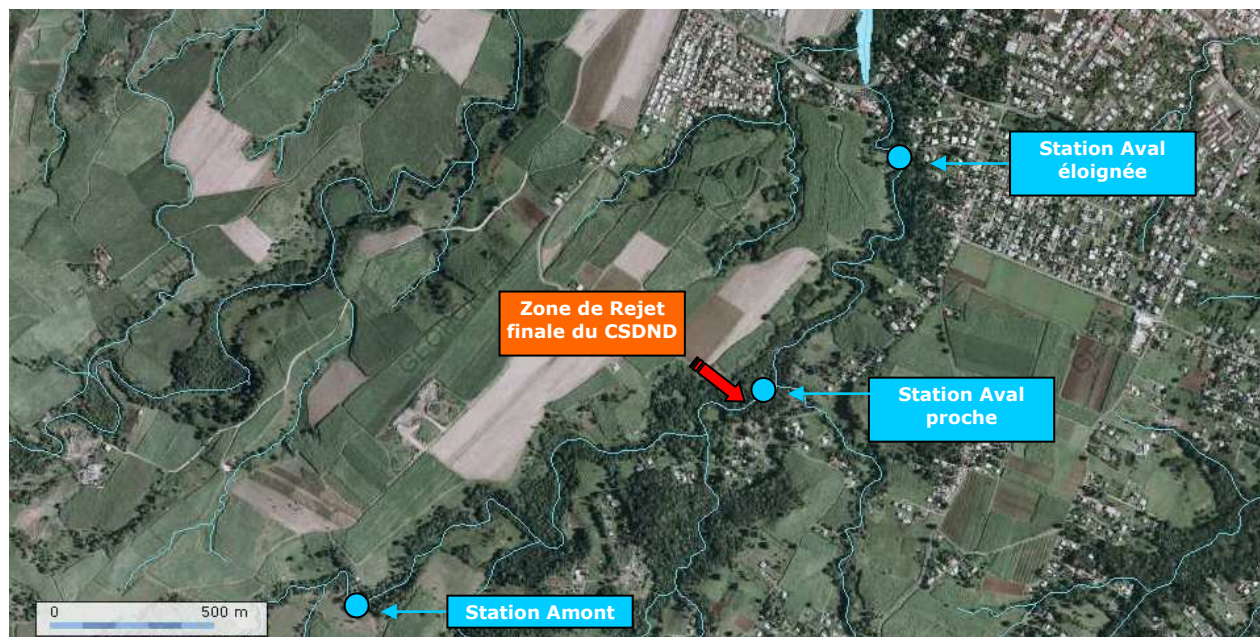 Station Aval
éloignée
Zone de Rejet
finale du CSDND
Station Aval
proche
Station Amont
0 500 m